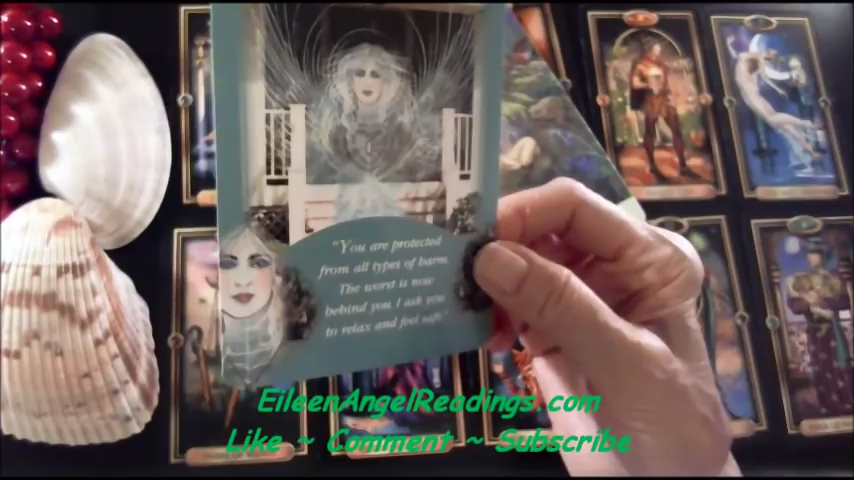 "You are protected
from all types of harm.
The worst is now
behind you I ask you
to relax and feel safe."
EileenAngelReadings.com
Like ~ Comment ~ Subscribe